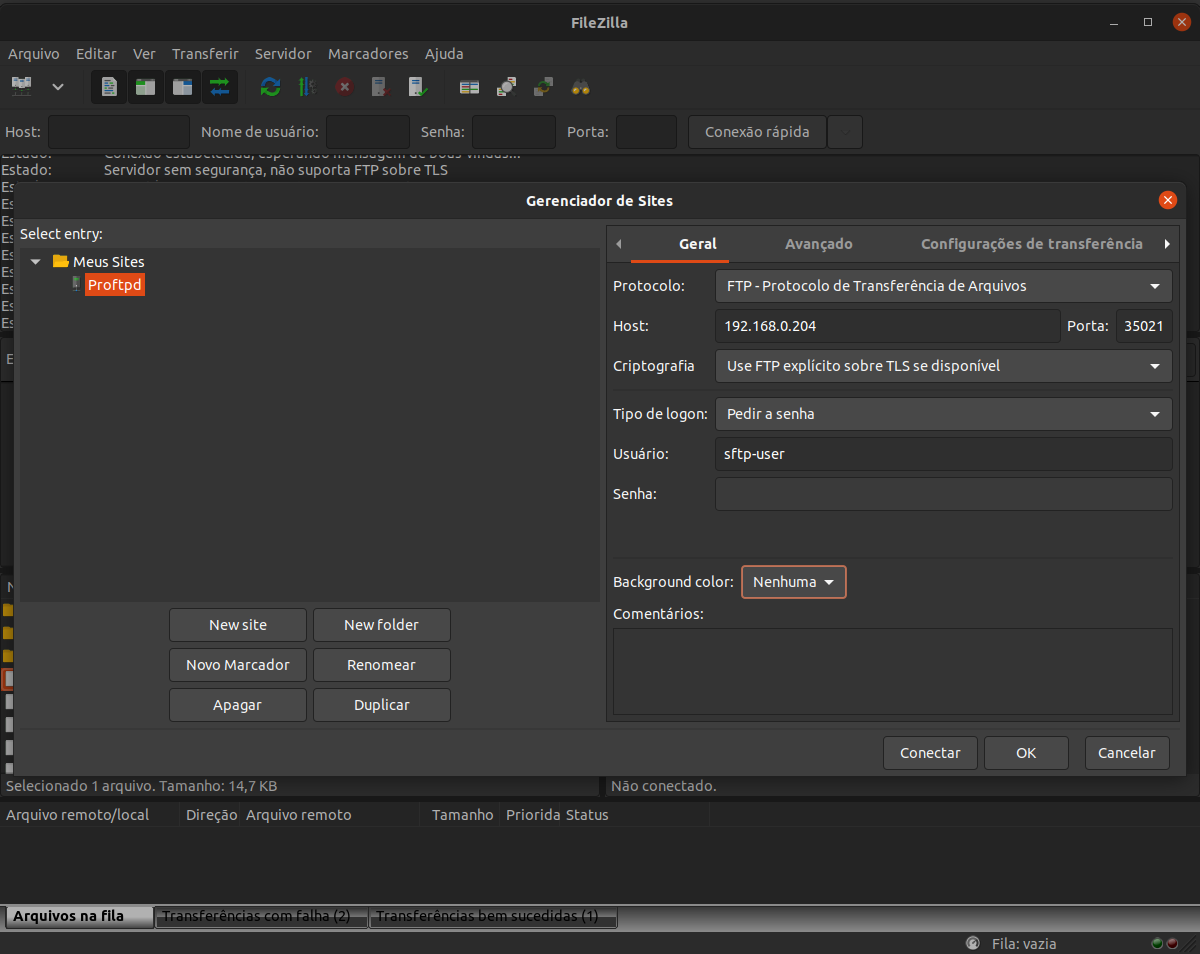 FileZilla
Arquivo Editar Ver Transferir Servidor Marcadores Ajuda
Host: Nome de usuário: Senha: Porta: Conexão rápida
Estado: Conexão estabelecida, esperando mensagem de boas-vindas...
Estado: Servidor sem segurança, não suporta FTP sobre TLS
Gerenciador de Sites
Select entry:
Meus Sites
Proftpd
New site New folder
Novo Marcador Renomear
Apagar Duplicar
Geral Avançado Configurações de transferência
Protocolo: FTP - Protocolo de Transferência de Arquivos
Host: 192.168.0.204 Porta: 35021
Criptografia Use FTP explícito sobre TLS se disponível
Tipo de logon: Pedir a senha
Usuário: sftp-user
Senha:
Background color: Nenhuma
Comentários:
Conectar OK Cancelar
Selecionado 1 arquivo. Tamanho: 14,7 KB Não conectado.
Arquivo remoto/local Direção Arquivo remoto Tamanho Priorida Status
Arquivos na fila Transferências com falha (2) Transferências bem sucedidas (1)
Fila: vazia